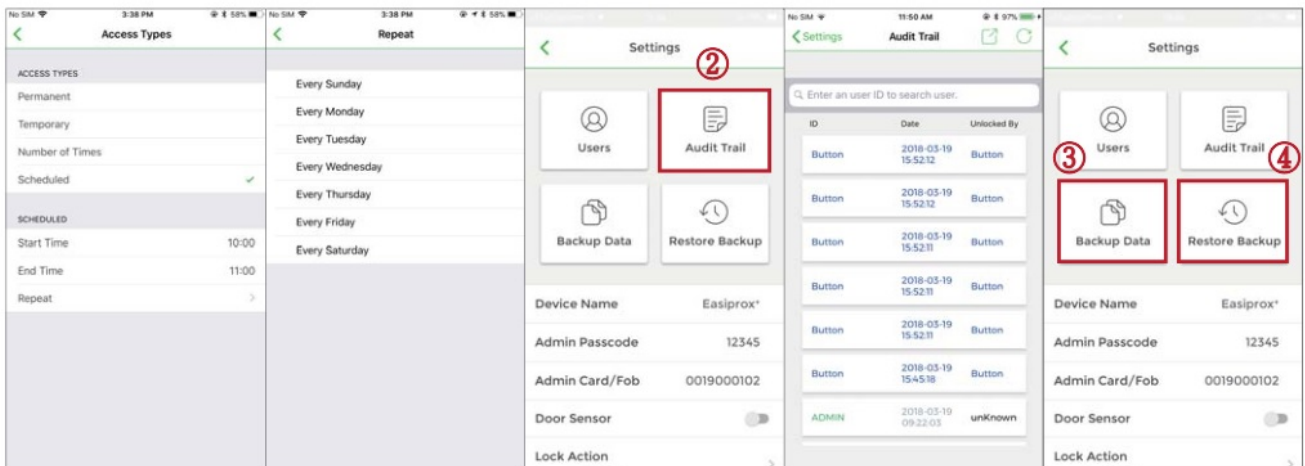 No SIM 3:38 PM 58%
Access Types
ACCESS TYPES
Permanent
Temporary
Number of Times
Scheduled
SCHEDULED
Start Time 10:00
End Time 11:00
Repeat
No SIM 3:38 PM 58%
Repeat
Every Sunday
Every Monday
Every Tuesday
Every Wednesday
Every Thursday
Every Friday
Every Saturday
Settings
②
Users Audit Trail
Backup Data Restore Backup
Device Name Easiprox+
Admin Passcode 12345
Admin Card/Fob 0019000102
Door Sensor
Lock Action
No SIM 11:50 AM 97%
Settings Audit Trail
Enter an user ID to search user.
ID Date Unlocked By
Button 2018-03-19 15:52:12 Button
Button 2018-03-19 15:52:12 Button
Button 2018-03-19 15:52:11 Button
Button 2018-03-19 15:52:11 Button
Button 2018-03-19 15:52:11 Button
Button 2018-03-19 15:45:18 Button
ADMIN 2018-03-19 09:22:03 unKnown
Settings
Users Audit Trail
③ ④
Backup Data Restore Backup
Device Name Easiprox+
Admin Passcode 12345
Admin Card/Fob 0019000102
Door Sensor
Lock Action